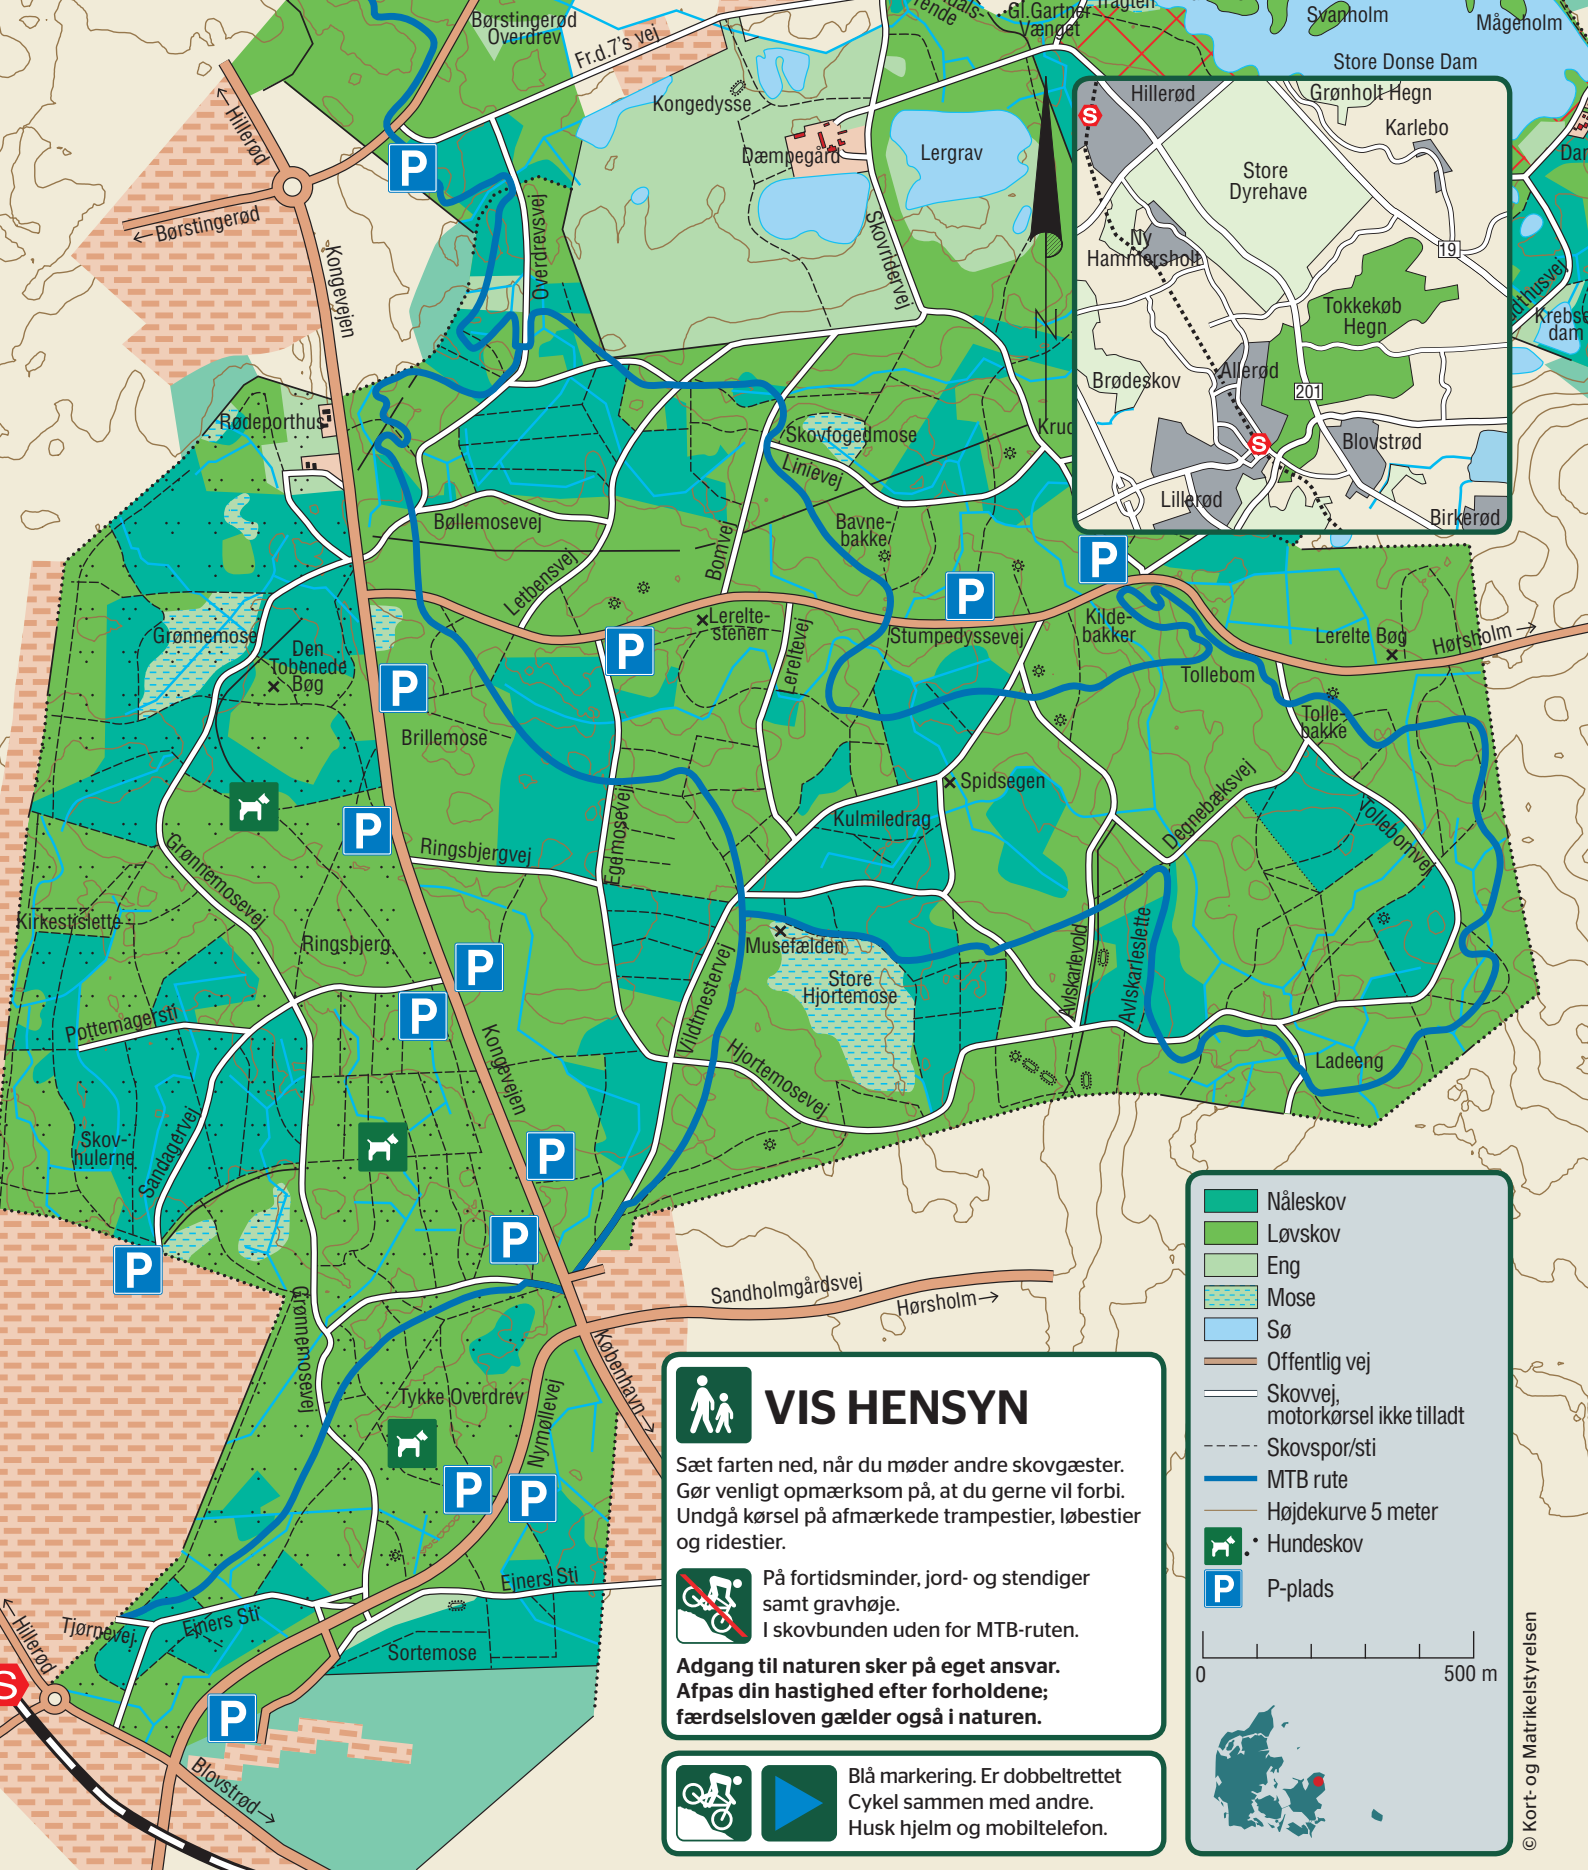 Børstingerød
Overdrev
Fr.d.7's vej
Gl.Gartner
Vænget
Svanholm
Mågeholm
Store Donse Dam
Kongedysse
Dæmpegård
Lergrav
←Hillerød
←Børstingerød
Kongevejen
Overdrevsvej
Skovridervej
N
P
Hillerød
S
Grønholt Hegn
Karlebo
Store
Dyrehave
Ny
Hammersholt
19
Tokkekøb
Hegn
Brødeskov
Allerød
201
S
Blovstrød
Lillerød
Birkerød
Rødeporthus
Skovfogedmose
Linievej
Bøllemosevej
Letbensvej
Bomvej
Bavne-
bakke
P
P
Grønnemose
Den
Tobenede
Bøg
Lerelte-
stenen
Stumpedyssevej
Kilde-
bakker
Lerelte Bøg
Hørsholm→
P
P
Lereltevej
Tollebom
Tolle-
bakke
Brillemose
Spidsegen
Kulmiledrag
Degnebæksvej
Tollebomvej
P
Ringsbjergvej
Egemosevej
Grønnemosevej
Kirkestislette
Ringsbjerg
Musefælden
Store
Hjortemose
Avlskarlevold
Avlskarleslette
Vildtmestervej
P
P
Pottemagersti
Kongevejen
Hjortemosevej
Ladeeng
Skov-
hulerne
Sandagervej
P
P
P
Grønnemosevej
Sandholmgårdsvej
Hørsholm→
København→
Tykke Overdrev
Nymøllevej
P
P
Ejners Sti
Tjørnevej
Ejners Sti
←Hillerød
S
Sortemose
P
Blovstrød→
VIS HENSYN
Sæt farten ned, når du møder andre skovgæster.
Gør venligt opmærksom på, at du gerne vil forbi.
Undgå kørsel på afmærkede trampestier, løbestier
og ridestier.
På fortidsminder, jord- og stendiger
samt gravhøje.
I skovbunden uden for MTB-ruten.
Adgang til naturen sker på eget ansvar.
Afpas din hastighed efter forholdene;
færdselsloven gælder også i naturen.
Blå markering. Er dobbeltrettet
Cykel sammen med andre.
Husk hjelm og mobiltelefon.
Nåleskov
Løvskov
Eng
Mose
Sø
Offentlig vej
Skovvej,
motorkørsel ikke tilladt
Skovspor/sti
MTB rute
Højdekurve 5 meter
Hundeskov
P P-plads
0 500 m
© Kort- og Matrikelstyrelsen